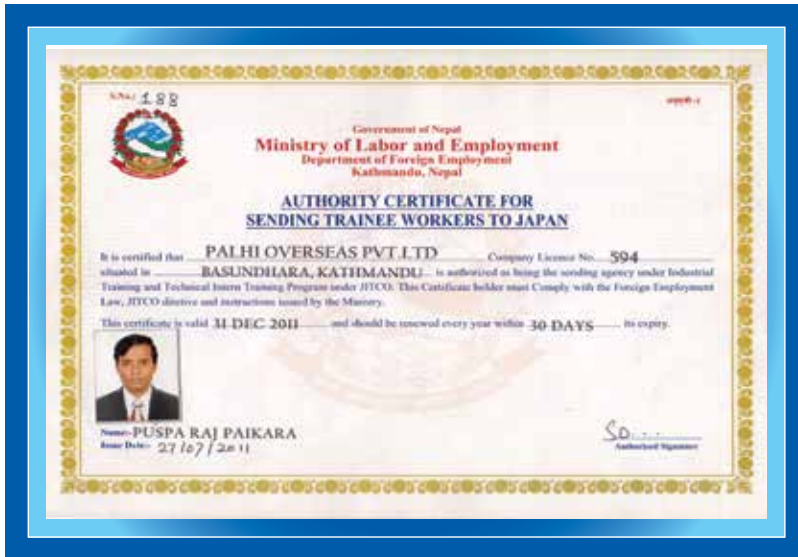 S.No.: 188
अनुसूची-२
Government of Nepal
Ministry of Labor and Employment
Department of Foreign Employment
Kathmandu, Nepal
AUTHORITY CERTIFICATE FOR
SENDING TRAINEE WORKERS TO JAPAN
It is certified that PALHI OVERSEAS PVT.LTD Company Licence No. 594
situated in BASUNDHARA, KATHMANDU is authorized as being the sending agency under Industrial
Training and Technical Intern Training Program under JITCO. This Certificate holder must Comply with the Foreign Employment
Law, JITCO directive and instructions issued by the Ministry.
This certificate is valid 31 DEC 2011 and should be renewed every year within 30 DAYS its expiry.
Name:- PUSPA RAJ PAIKARA
Issue Date:- 27/07/2011
SD...
Authorized Signature